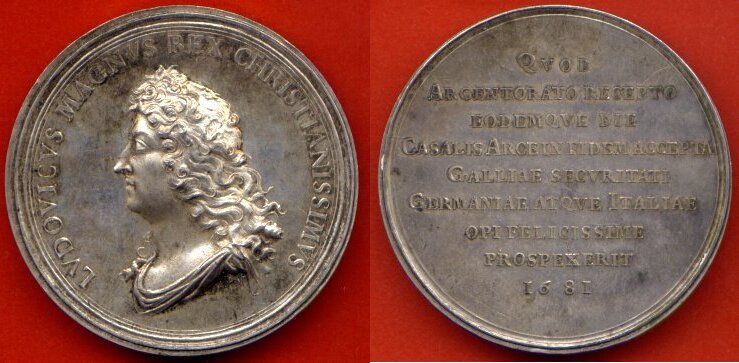 LVDOVICVS MAGNVS REX CHRISTIANISSIMVS
QVOD
ARGENTORATO RECEPTO
EODEMQVE DIE
CASALIS ARCE IN FIDEM ACCEPTA
GALLIAE SECVRITATI
GERMANIAE ATQVE ITALIAE
OPI FELICISSIME
PROSPEXERIT
1681